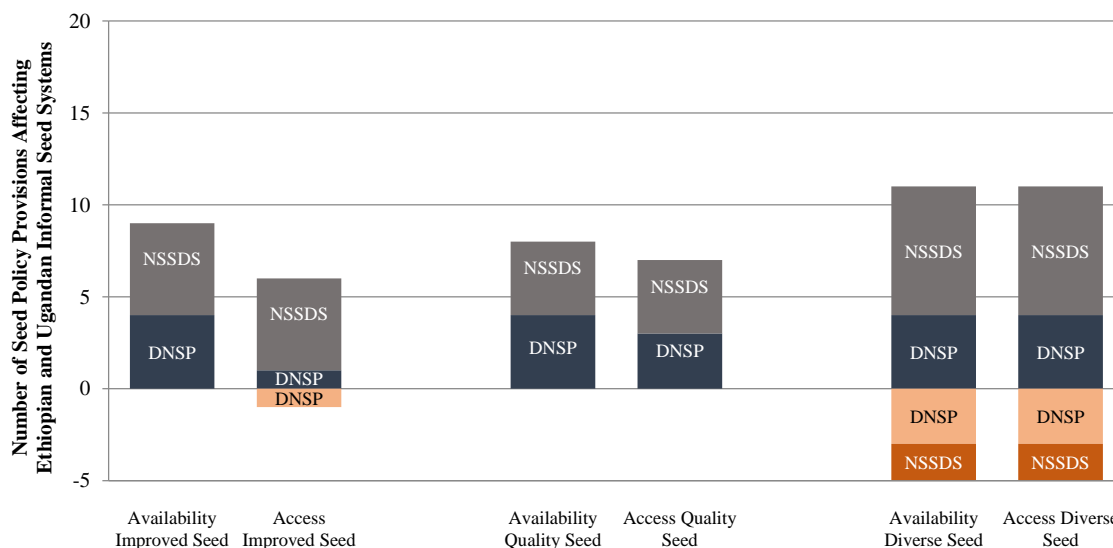 Number of Seed Policy Provisions Affecting
Ethiopian and Ugandan Informal Seed Systems
20
15
10
5
0
-5
NSSDS
DNSP
NSSDS
DNSP
DNSP
NSSDS
DNSP
NSSDS
DNSP
NSSDS
DNSP
DNSP
NSSDS
NSSDS
DNSP
DNSP
NSSDS
Availability
Improved Seed
Access
Improved Seed
Availability
Quality Seed
Access Quality
Seed
Availability
Diverse Seed
Access Diverse
Seed